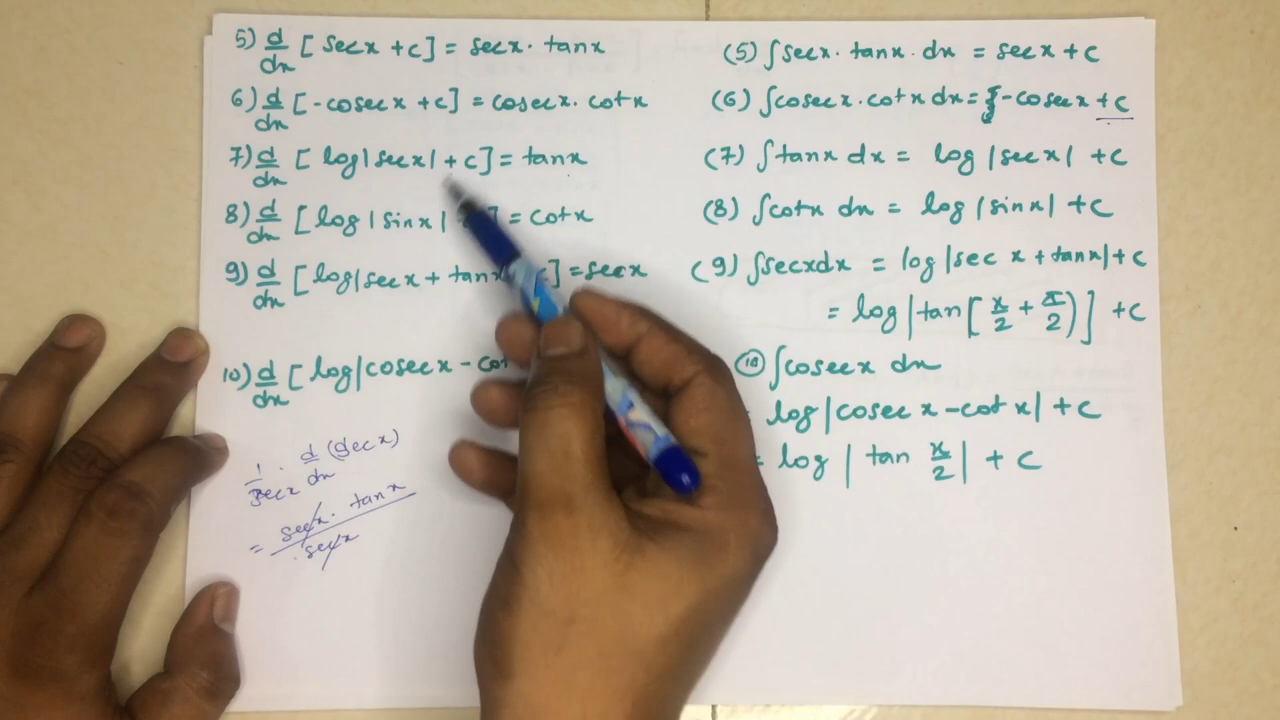 5) d/dx [secx + c] = secx · tanx
6) d/dx [-cosecx + c] = cosecx · cotx
7) d/dx [log|secx| + c] = tanx
8) d/dx [log|sinx| ] = cotx
9) d/dx [log|secx + tanx c] = secx
10) d/dx [log|cosecx - cot
1/secx · d/dx (secx)
= secx · tanx / secx
(5) ∫secx · tanx · dx = secx + c
(6) ∫cosecx · cotx dx = -cosecx + c
(7) ∫tanx dx = log|secx| + c
(8) ∫cotx dx = log|sinx| + c
(9) ∫secxdx = log|sec x + tanx| + c
= log|tan[x/2 + π/2)] + c
(10) ∫cosecx dx
log|cosec x - cot x| + c
= log|tan x/2| + c